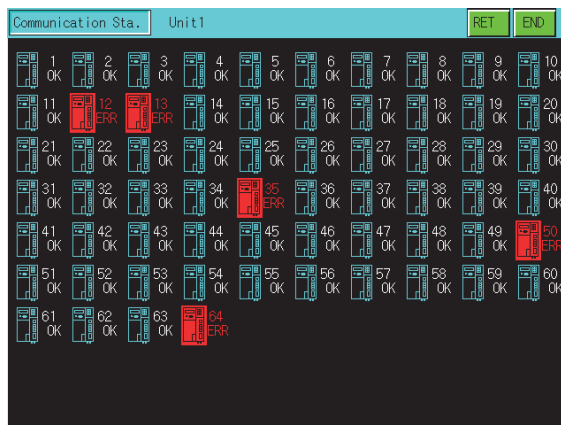 Communication Sta. Unit1 RET END
1 2 3 4 5 6 7 8 9 10
OK OK OK OK OK OK OK OK OK OK
11 12 13 14 15 16 17 18 19 20
OK ERR ERR OK OK OK OK OK OK OK
21 22 23 24 25 26 27 28 29 30
OK OK OK OK OK OK OK OK OK OK
31 32 33 34 35 36 37 38 39 40
OK OK OK OK ERR OK OK OK OK OK
41 42 43 44 45 46 47 48 49 50
OK OK OK OK OK OK OK OK OK ERR
51 52 53 54 55 56 57 58 59 60
OK OK OK OK OK OK OK OK OK OK
61 62 63 64
OK OK OK ERR